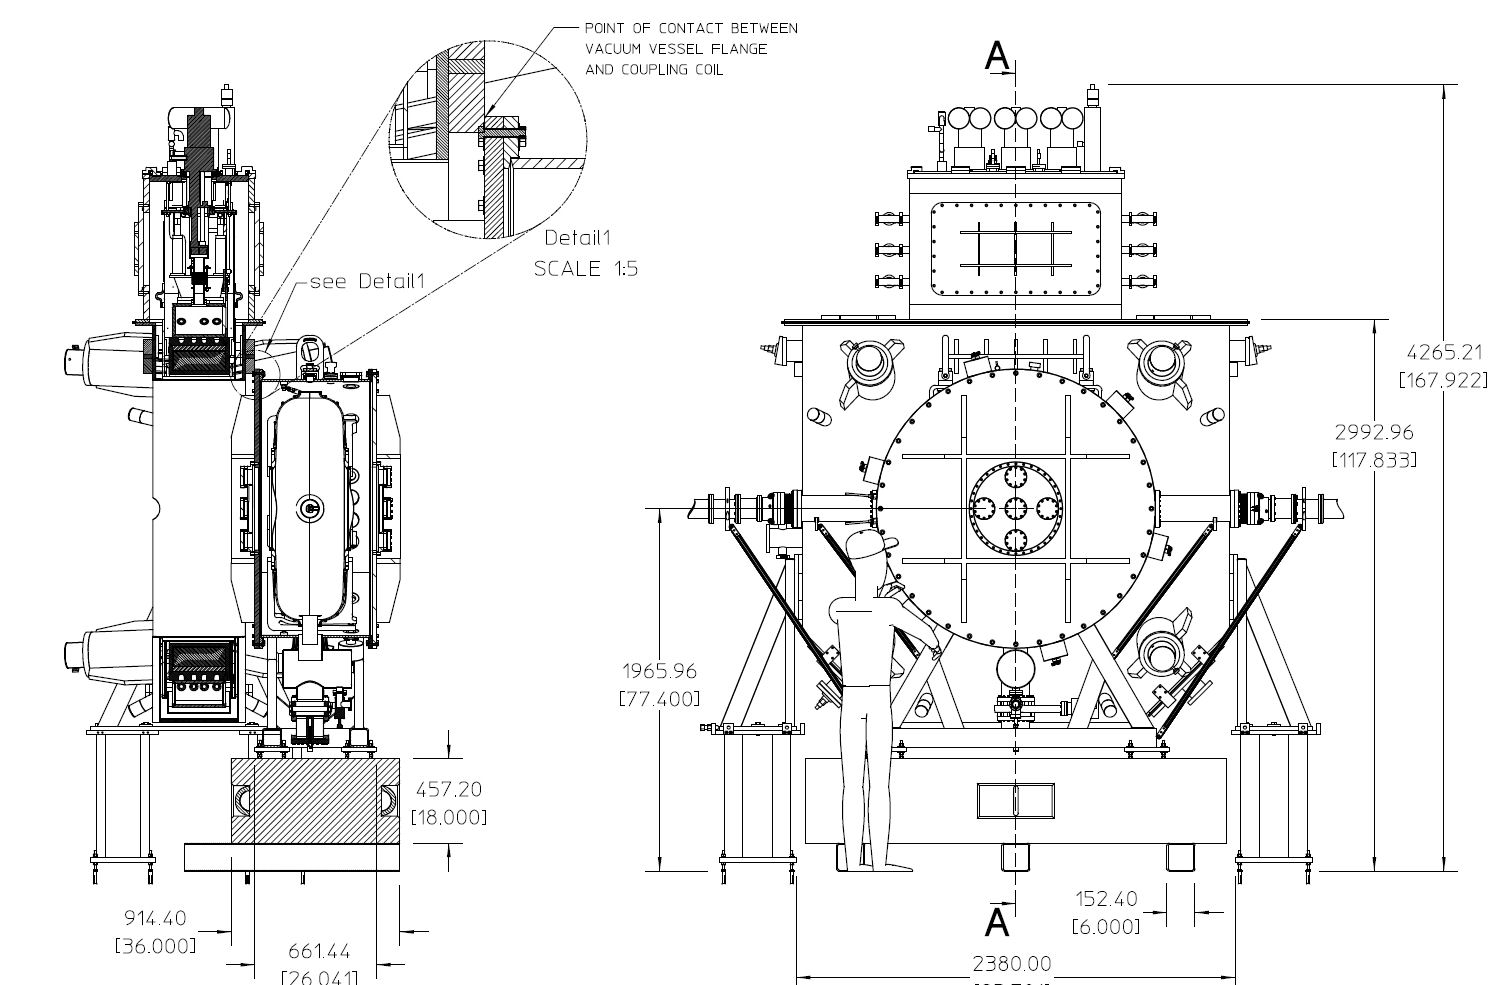 POINT OF CONTACT BETWEEN
VACUUM VESSEL FLANGE
AND COUPLING COIL
Detail1
SCALE 1:5
see Detail1
A
4265.21
[167.922]
2992.96
[117.833]
1965.96
[77.400]
457.20
[18.000]
914.40
[36.000]
661.44
[26.041]
152.40
[6.000]
A
2380.00